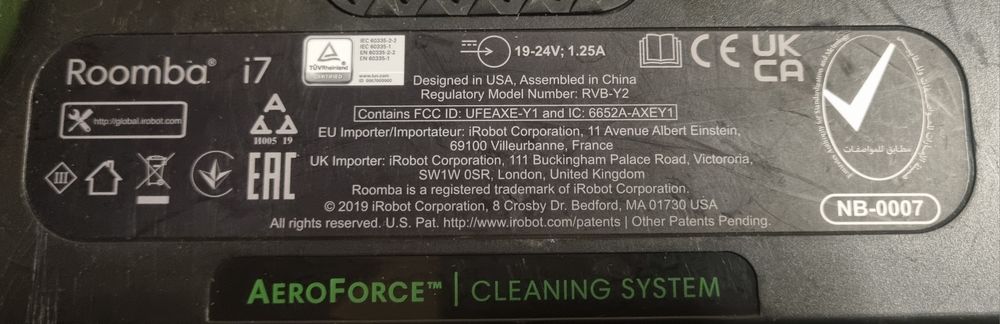 Roomba® i7
TÜVRheinland
CERTIFIED
IEC 60335-2-2
IEC 60335-1
EN 60335-2-2
EN 60335-1
www.tuv.com
19-24V; 1.25A
CE
UK
CA
Designed in USA, Assembled in China
Regulatory Model Number: RVB-Y2
Contains FCC ID: UFEAXE-Y1 and IC: 6652A-AXEY1
http://global.irobot.com
H005 19
EU Importer/Importateur: iRobot Corporation, 11 Avenue Albert Einstein,
69100 Villeurbanne, France
UK Importer: iRobot Corporation, 111 Buckingham Palace Road, Victororia,
SW1W 0SR, London, United Kingdom
III
EAC
Roomba is a registered trademark of iRobot Corporation.
© 2019 iRobot Corporation, 8 Crosby Dr. Bedford, MA 01730 USA
All rights reserved. U.S. Pat. http://www.irobot.com/patents | Other Patents Pending.
مطابق للمواصفات
NB-0007
AEROFORCE™ | CLEANING SYSTEM